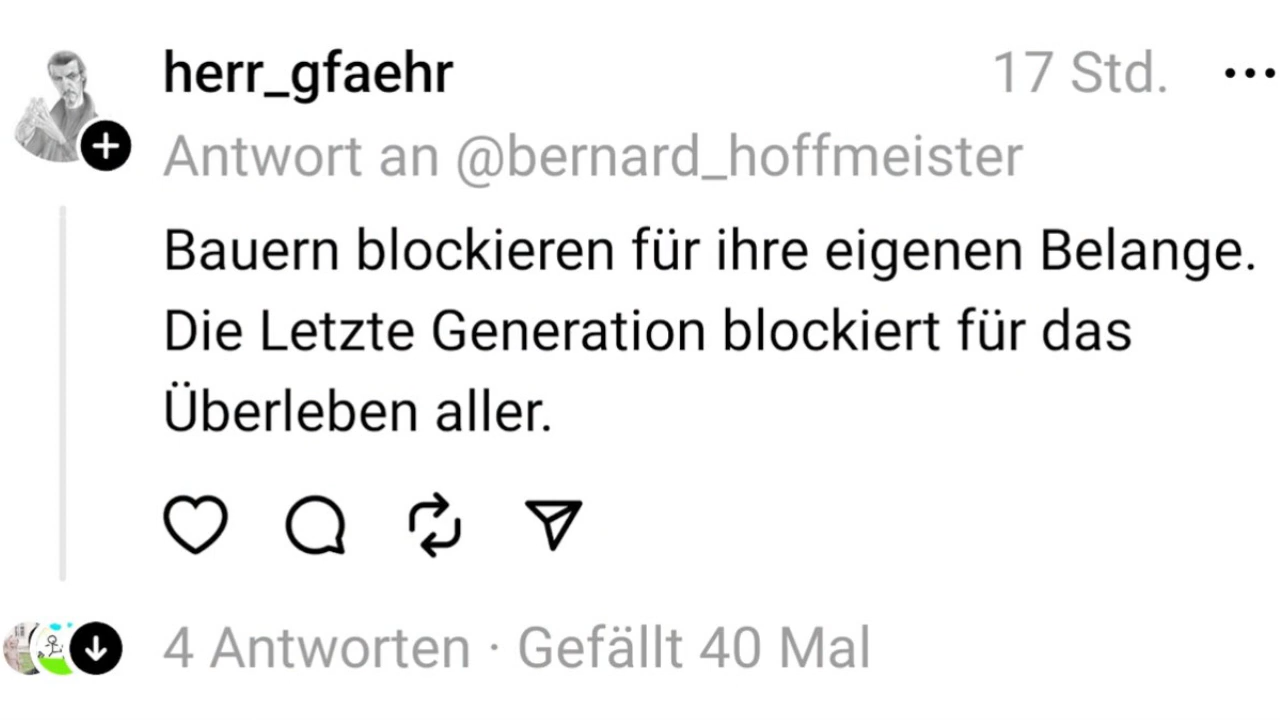 herr_gfaehr 17 Std.
Antwort an @bernard_hoffmeister
Bauern blockieren für ihre eigenen Belange.
Die Letzte Generation blockiert für das
Überleben aller.
4 Antworten · Gefällt 40 Mal